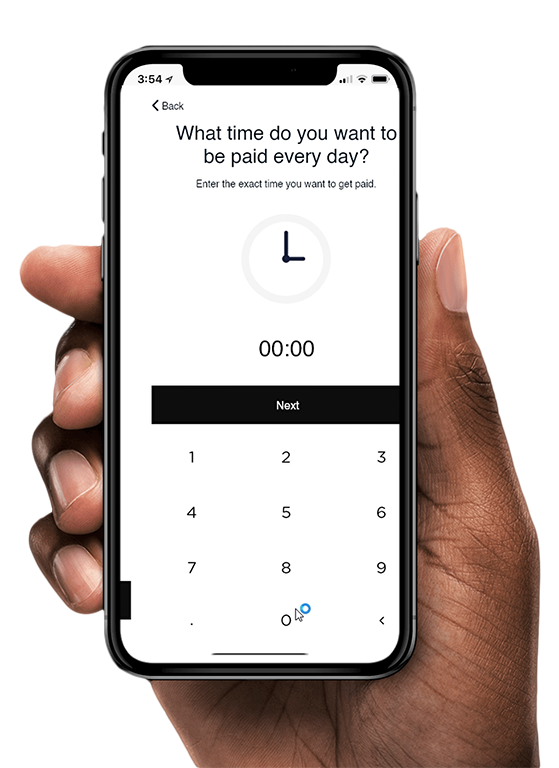 3:54
Back
What time do you want to
be paid every day?
Enter the exact time you want to get paid.
00:00
Next
1 2 3
4 5 6
7 8 9
. 0 <